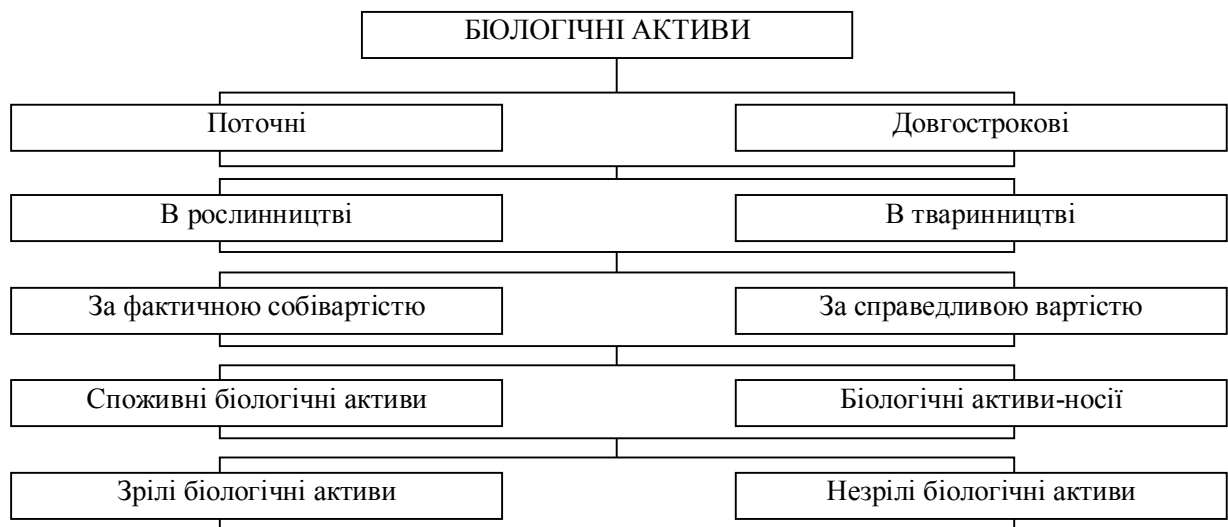 БІОЛОГІЧНІ АКТИВИ
Поточні
Довгострокові
В рослинництві
В тваринництві
За фактичною собівартістю
За справедливою вартістю
Споживні біологічні активи
Біологічні активи-носії
Зрілі біологічні активи
Незрілі біологічні активи